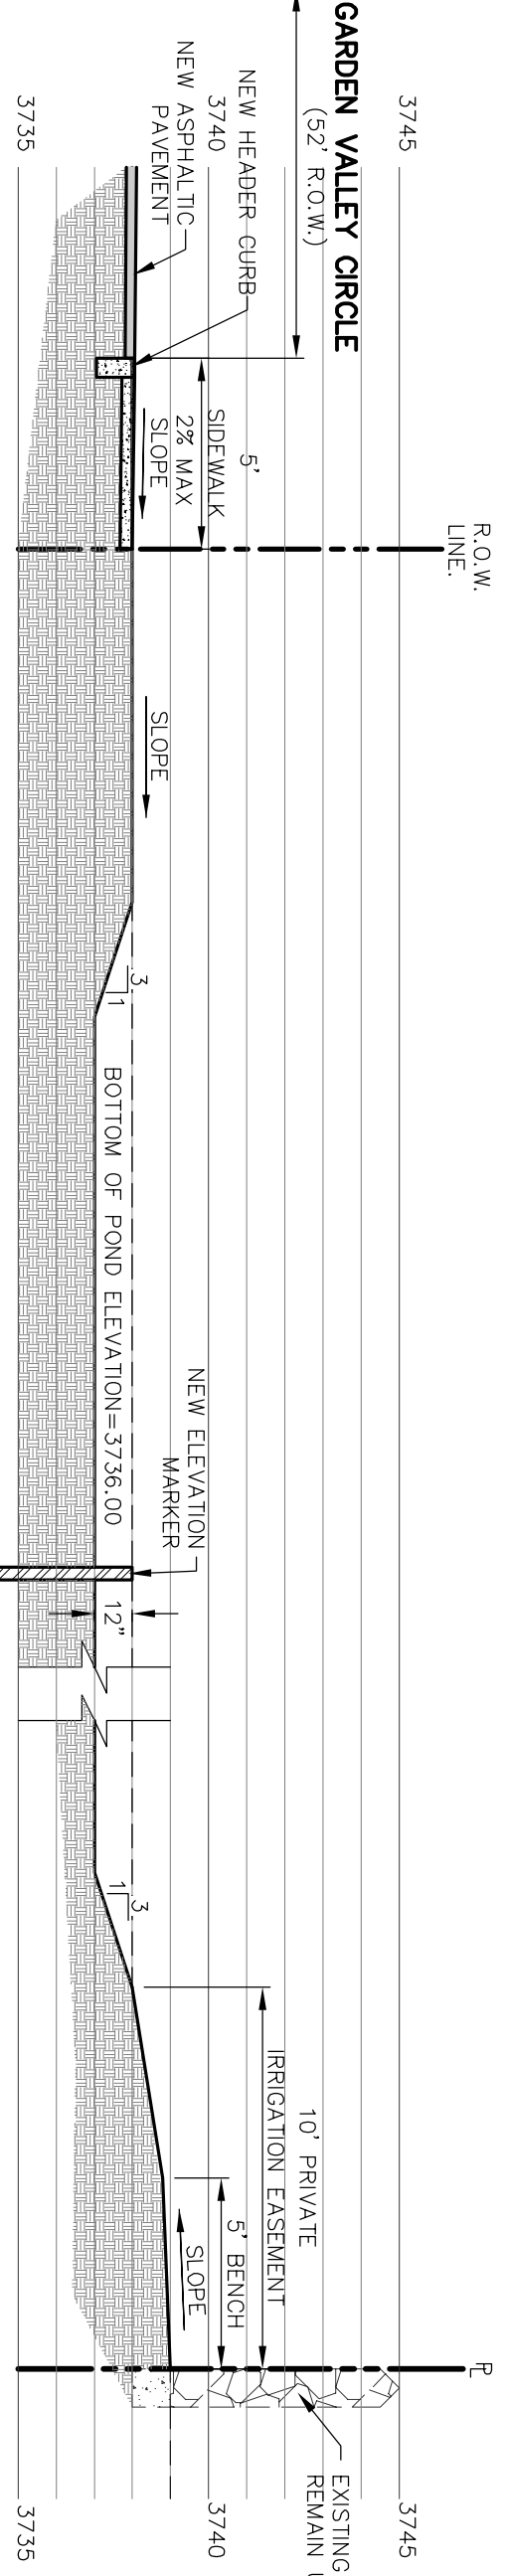 GARDEN VALLEY CIRCLE
(52' R.O.W.)
NEW HEADER CURB
NEW ASPHALTIC
PAVEMENT
3745
3740
3735
5'
SIDEWALK
2% MAX
SLOPE
R.O.W.
LINE.
SLOPE
3
1
BOTTOM OF POND ELEVATION=3736.00
NEW ELEVATION
MARKER
12"
3
1
10' PRIVATE
IRRIGATION EASEMENT
5' BENCH
SLOPE
PL
EXISTING
REMAIN
3745
3740
3735